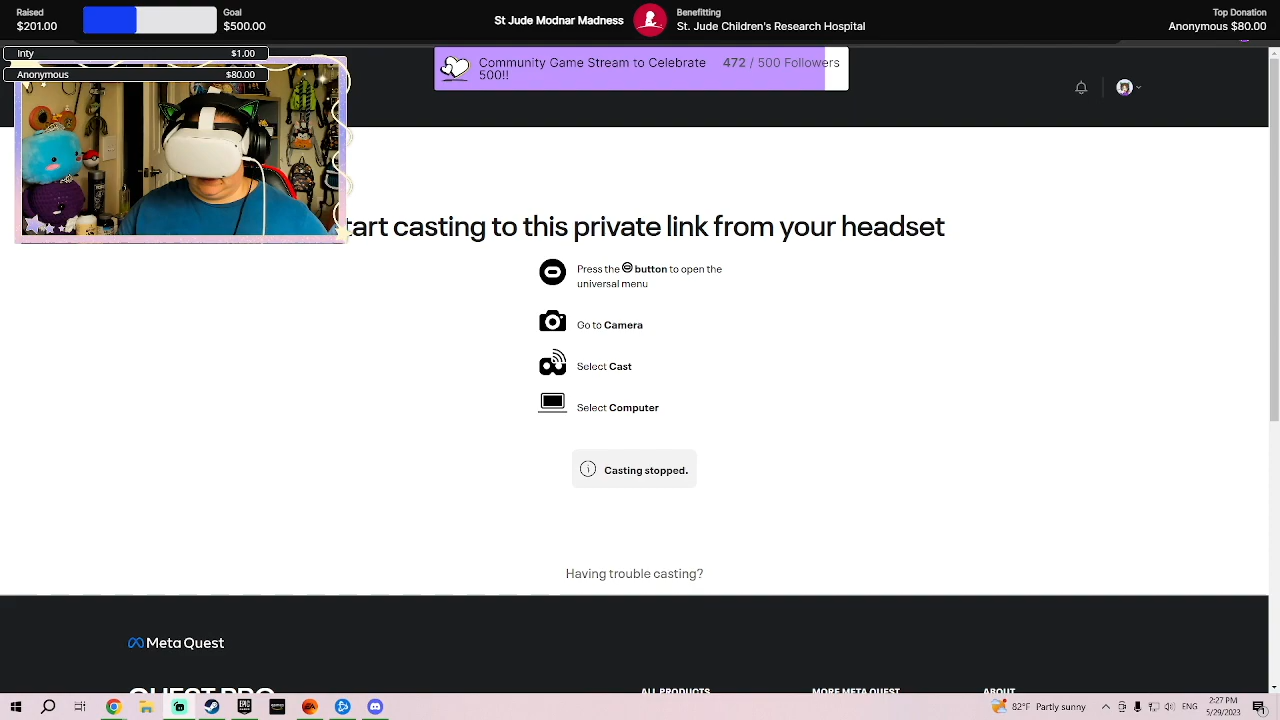 Raised
$201.00
Goal
$500.00
St Jude Modnar Madness
Benefitting
St. Jude Children's Research Hospital
Top Donation
Anonymous $80.00
Inty $1.00
Anonymous $80.00
Community Game Stream to Celebrate
500!!
472 / 500 Followers
tart casting to this private link from your headset
Press the button to open the
universal menu
Go to Camera
Select Cast
Select Computer
Casting stopped.
Having trouble casting?
Meta Quest
QUEST PRO
ALL PRODUCTS
MORE META QUEST
ABOUT
82°F Partly sunny
ENG
2:27 PM
5/29/2023